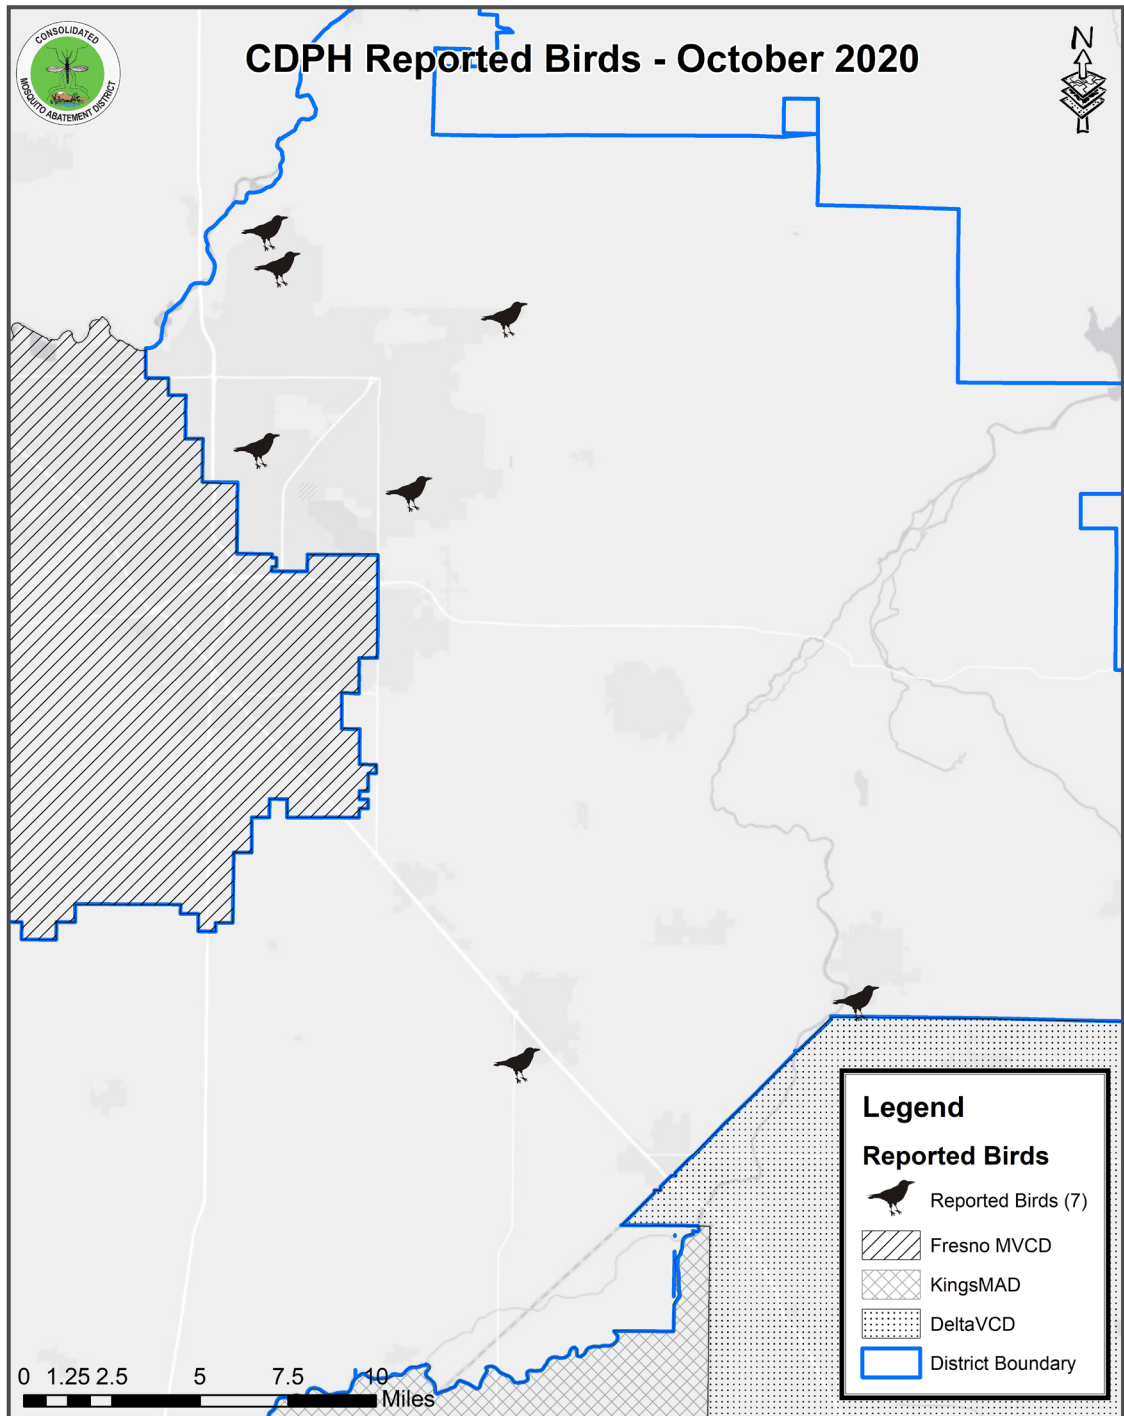 CONSOLIDATED
MOSQUITO ABATEMENT DISTRICT
CDPH Reported Birds - October 2020
N
Legend
Reported Birds
Reported Birds (7)
Fresno MVCD
KingsMAD
DeltaVCD
District Boundary
0 1.25 2.5 5 7.5 10
Miles